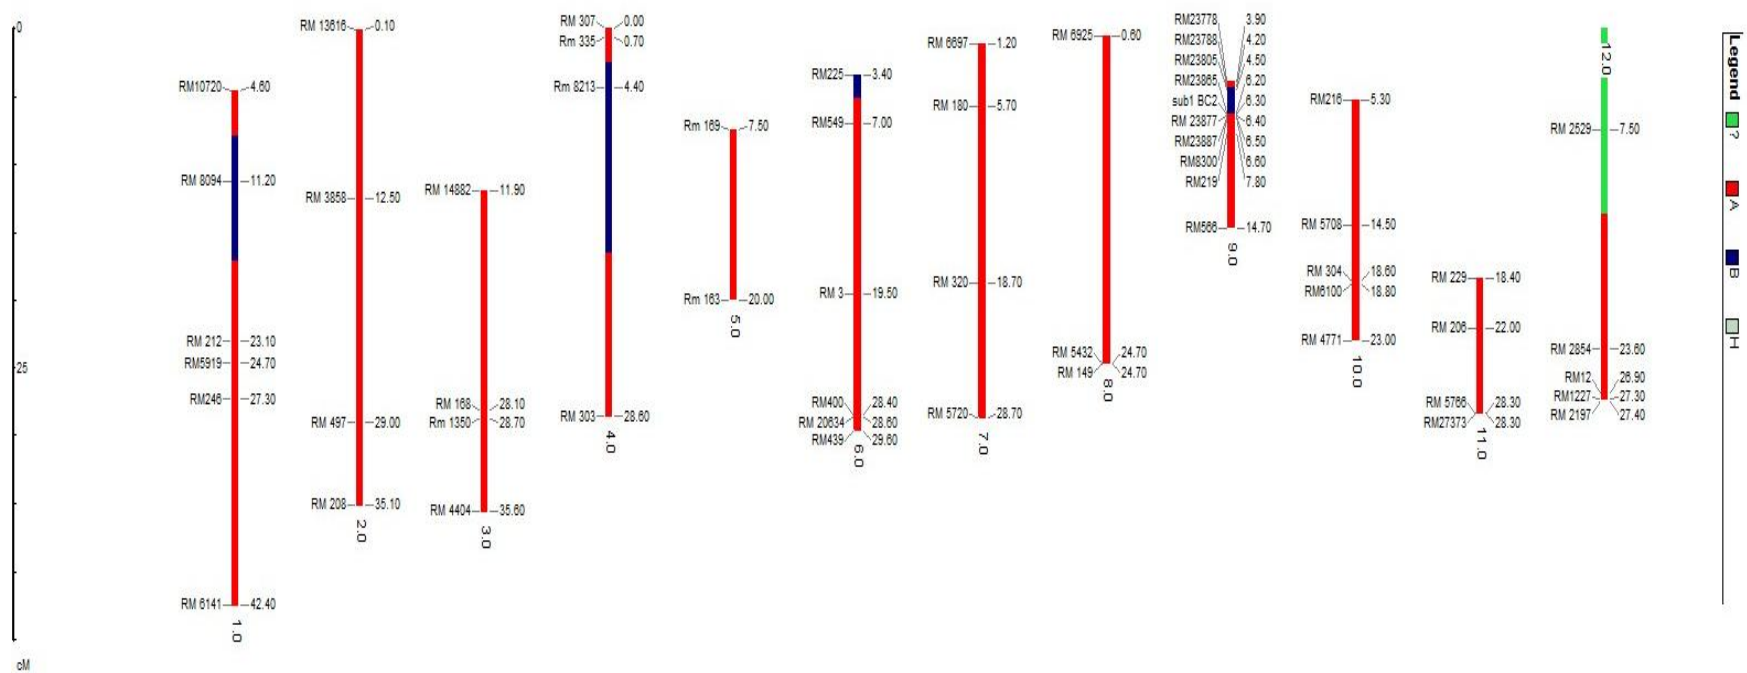 0
25
cM
RM10720 4.60
RM 8094 11.20
RM 212 23.10
RM5919 24.70
RM246 27.30
RM 6141 42.40
1.0
RM 13616 0.10
RM 3858 12.50
RM 497 29.00
RM 208 35.10
2.0
RM 14882 11.90
RM 168 28.10
Rm 1350 28.70
RM 4404 35.60
3.0
RM 307 0.00
Rm 335 0.70
Rm 8213 4.40
RM 303 28.60
4.0
Rm 169 7.50
Rm 163 20.00
5.0
RM225 3.40
RM549 7.00
RM 3 19.50
RM400 28.40
RM 20634 28.60
RM439 29.60
6.0
RM 6697 1.20
RM 180 5.70
RM 320 18.70
RM 5720 28.70
7.0
RM 6925 0.60
RM 5432 24.70
RM 149 24.70
8.0
RM23778 3.90
RM23788 4.20
RM23805 4.50
RM23865 6.20
sub1 BC2 6.30
RM 23877 6.40
RM23887 6.50
RM8300 6.60
RM219 7.80
RM566 14.70
9.0
RM216 5.30
RM 5708 14.50
RM 304 18.60
RM6100 18.80
RM 4771 23.00
10.0
RM 229 18.40
RM 206 22.00
RM 5766 28.30
RM27373 28.30
11.0
12.0
RM 2529 7.50
RM 2854 23.60
RM12 26.90
RM1227 27.30
RM 2197 27.40
Legend
?
A
B
H